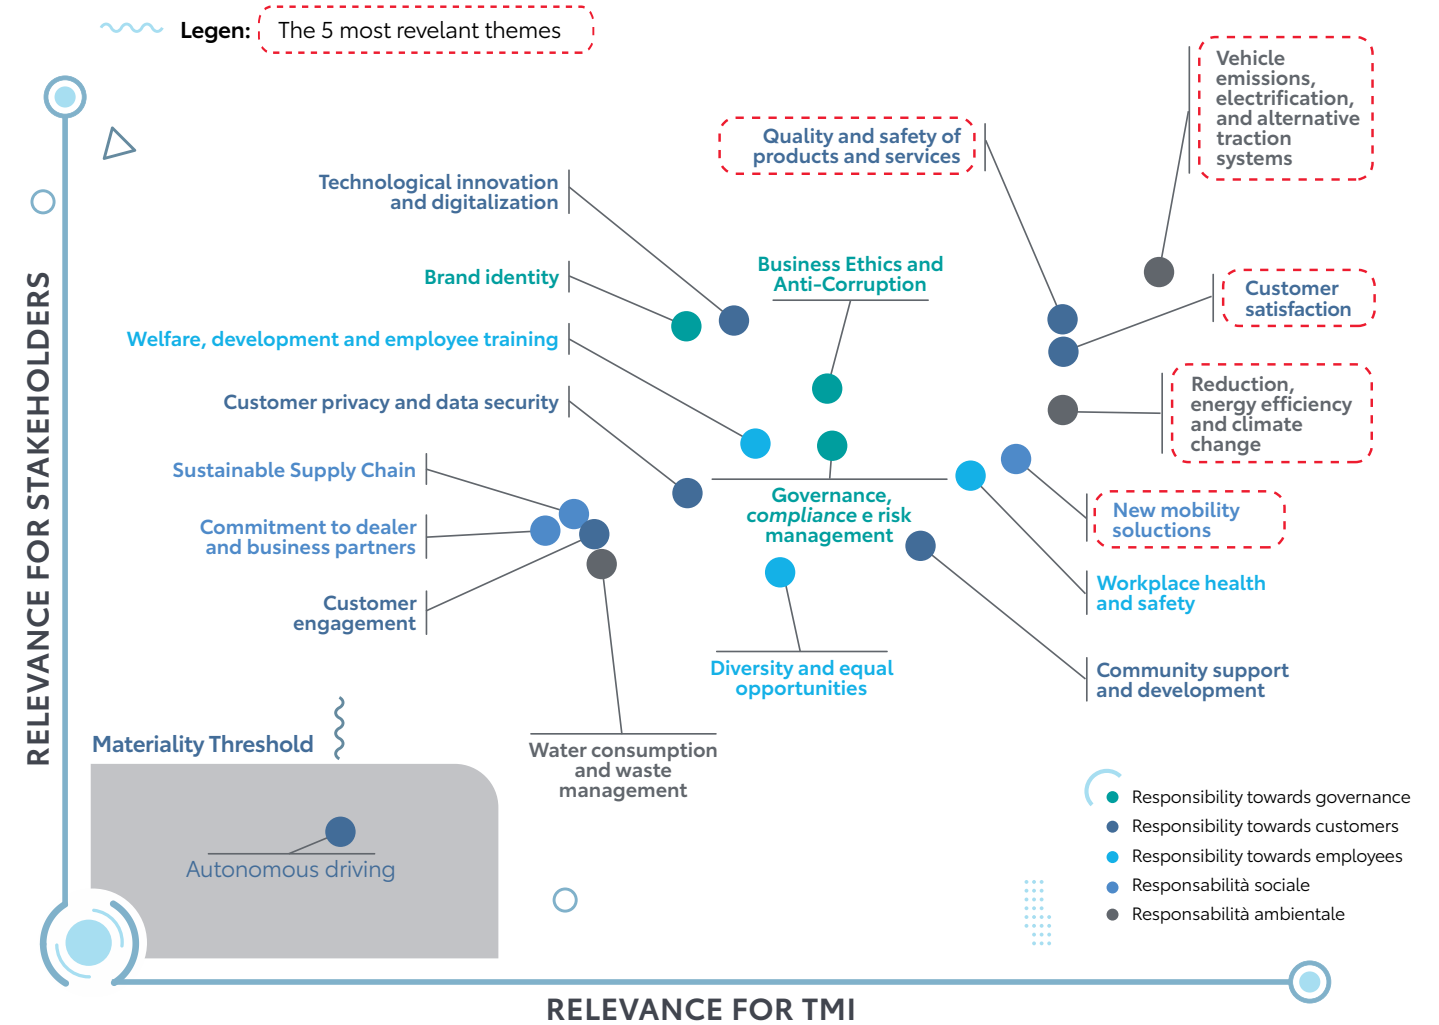 Legen:
The 5 most revelant themes
Vehicle
emissions,
electrification,
and alternative
traction
systems
Quality and safety of
products and services
Technological innovation
and digitalization
Brand identity
Business Ethics and
Anti-Corruption
Customer
satisfaction
Welfare, development and employee training
Customer privacy and data security
Reduction,
energy efficiency
and climate
change
Sustainable Supply Chain
Commitment to dealer
and business partners
Governance,
compliance e risk
management
New mobility
soluctions
Workplace health
and safety
Customer
engagement
Diversity and equal
opportunities
Community support
and development
Materiality Threshold
Water consumption
and waste
management
Autonomous driving
Responsibility towards governance
Responsibility towards customers
Responsibility towards employees
Responsabilità sociale
Responsabilità ambientale
RELEVANCE FOR STAKEHOLDERS
RELEVANCE FOR TMI